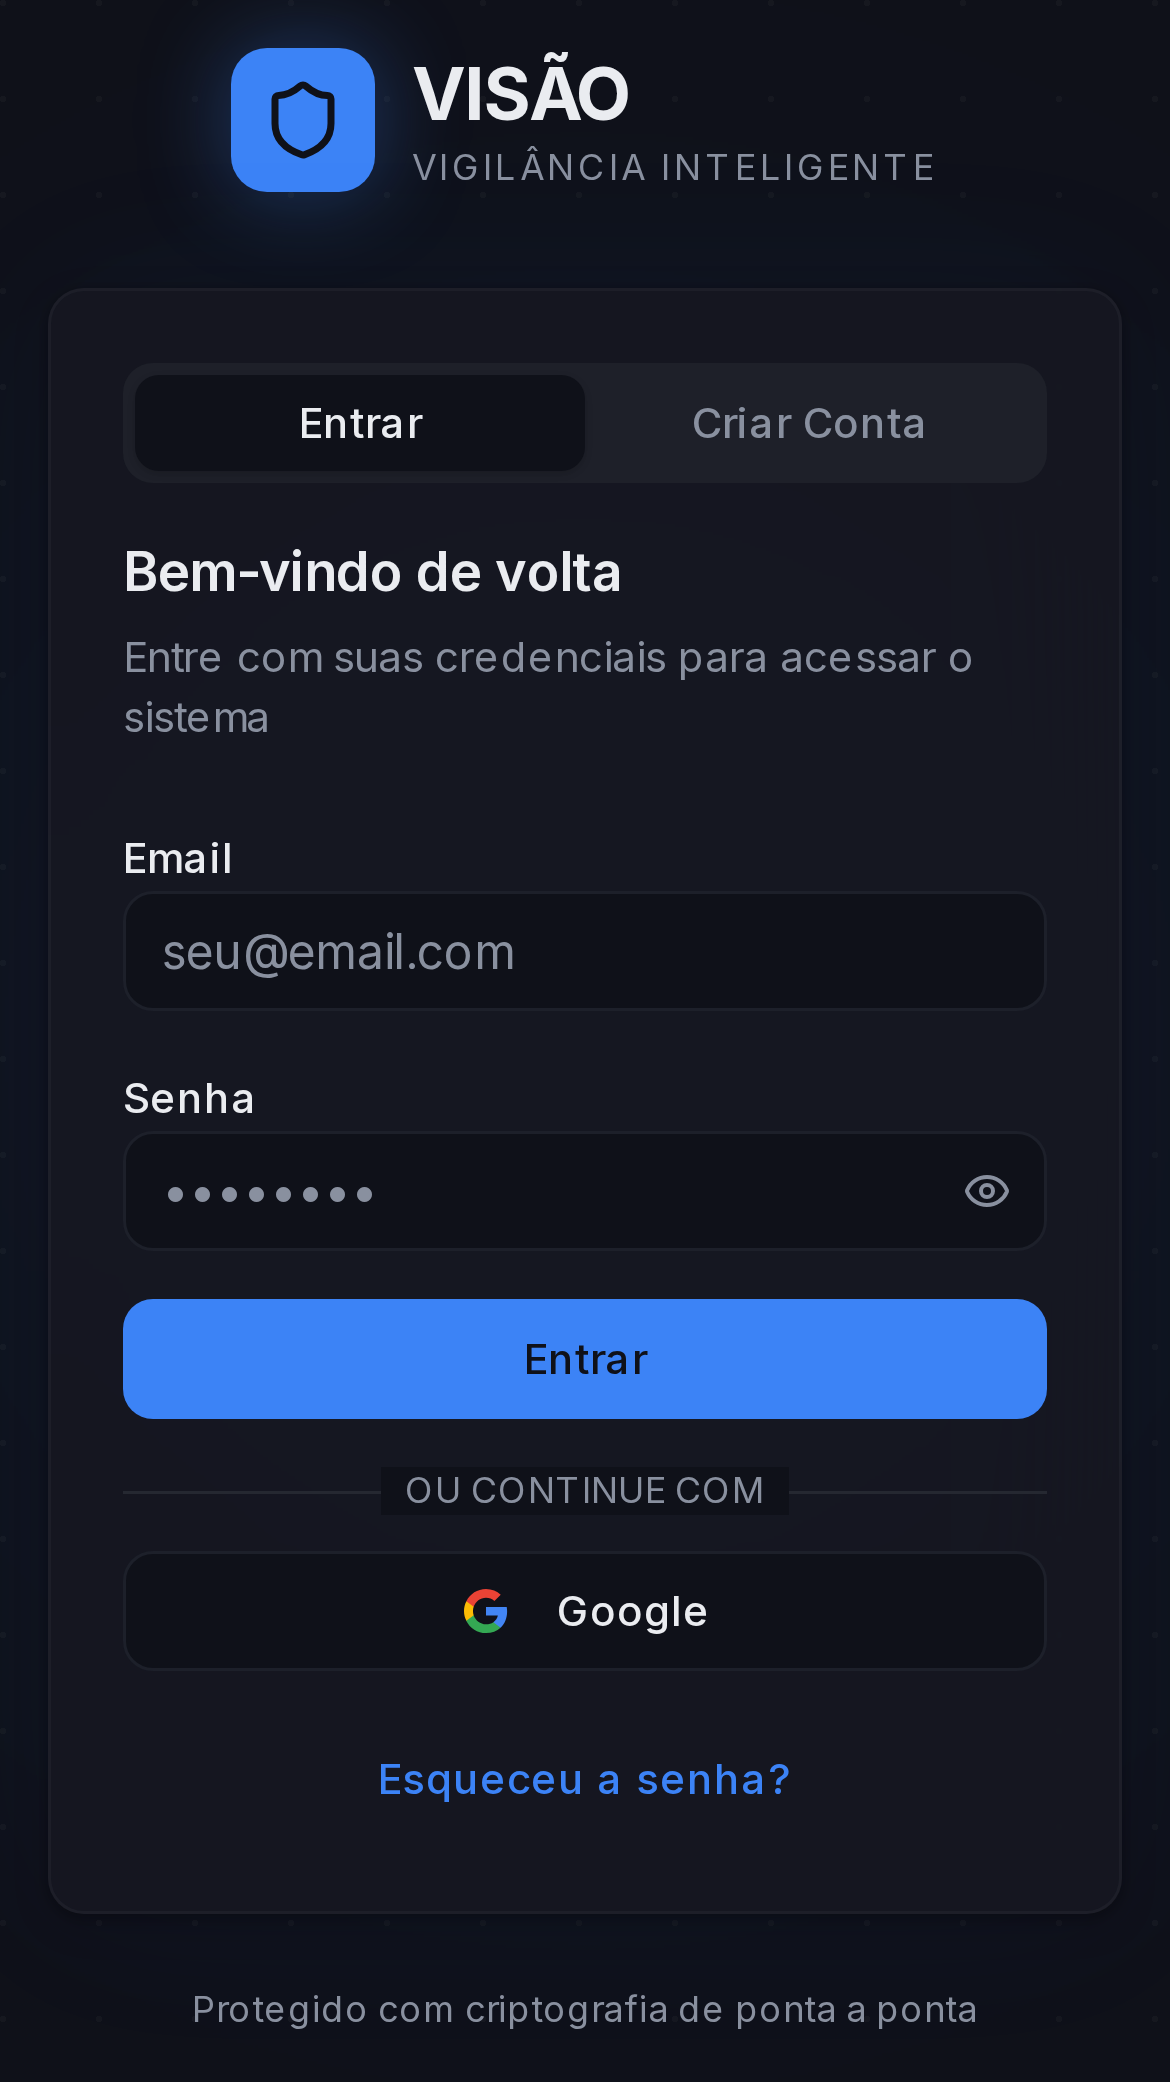 VISÃO
VIGILÂNCIA INTELIGENTE
Entrar
Criar Conta
Bem-vindo de volta
Entre com suas credenciais para acessar o
sistema
Email
seu@email.com
Senha
••••••••
Entrar
OU CONTINUE COM
Google
Esqueceu a senha?
Protegido com criptografia de ponta a ponta